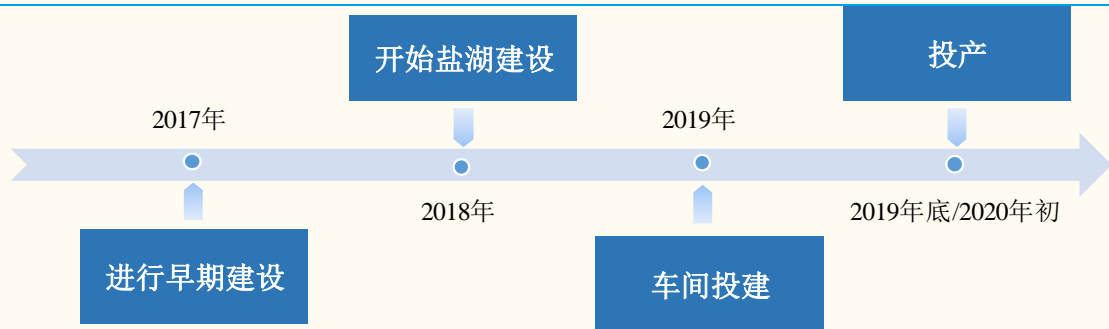 开始盐湖建设
投产
2017年
2019年
2018年
2019年底/2020年初
进行早期建设
车间投建